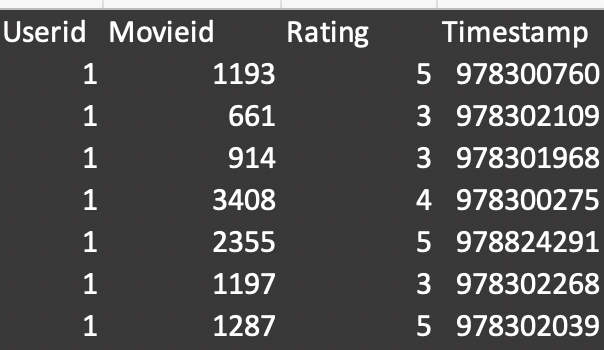 Userid Movieid Rating Timestamp
1 1193 5 978300760
1 661 3 978302109
1 914 3 978301968
1 3408 4 978300275
1 2355 5 978824291
1 1197 3 978302268
1 1287 5 978302039